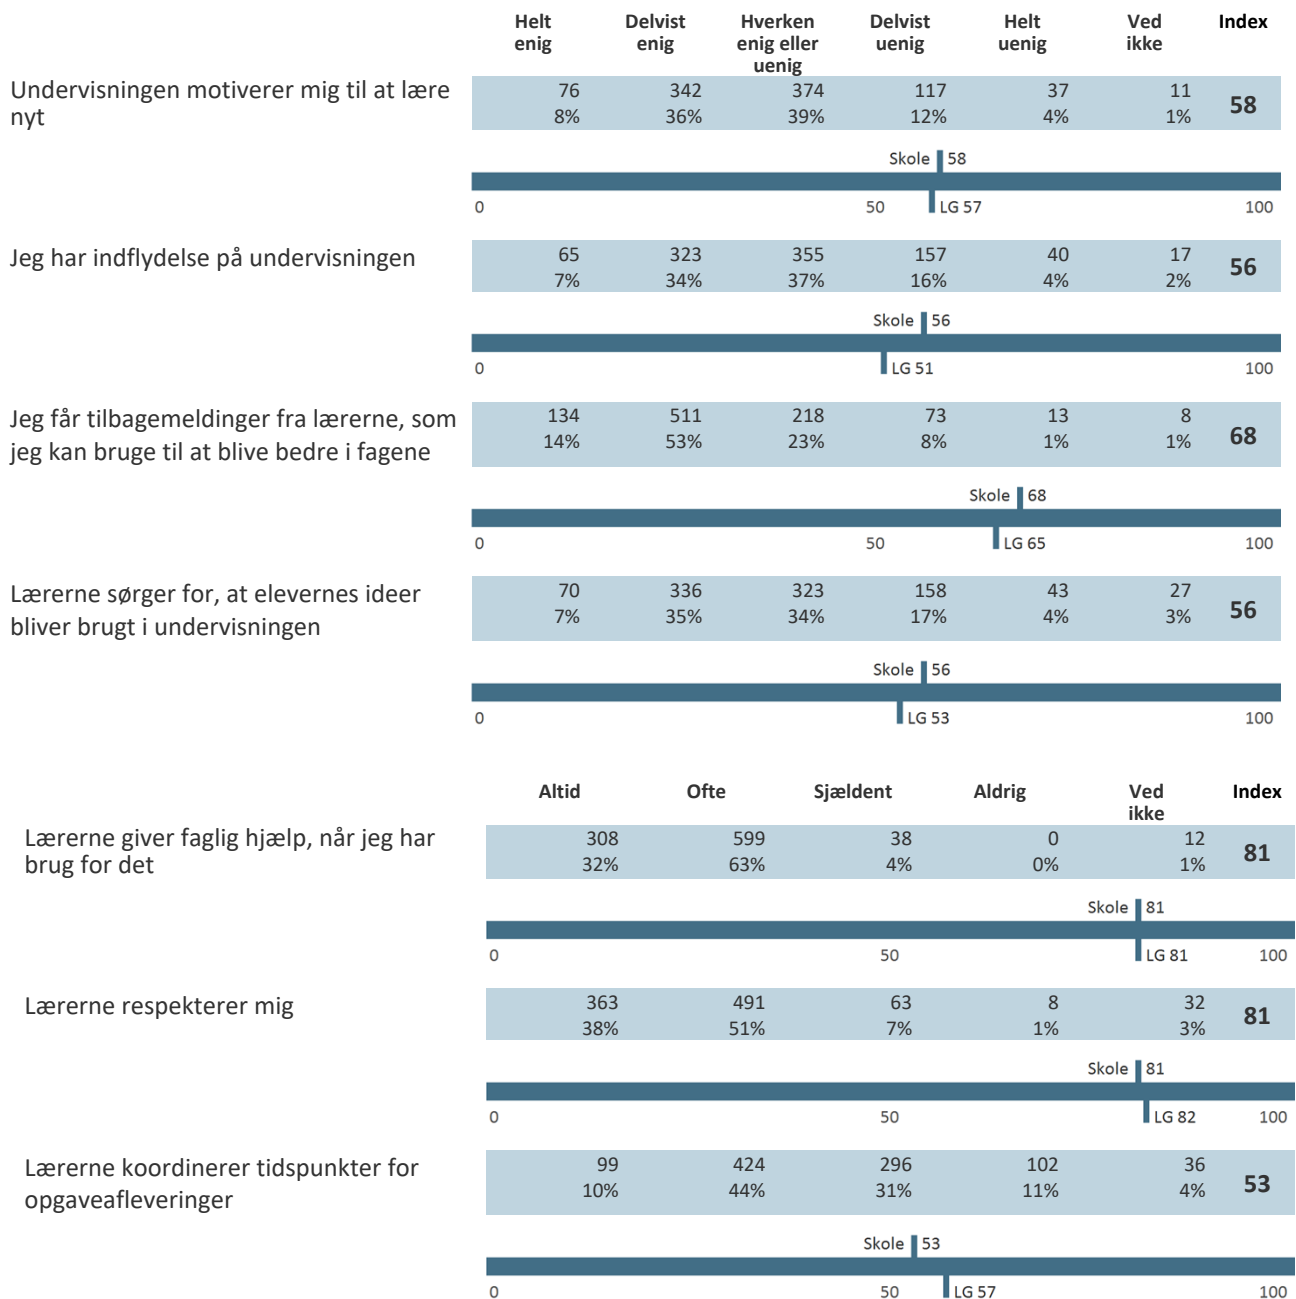 Helt enig Delvist enig Hverken enig eller uenig Delvist uenig Helt uenig Ved ikke Index
Undervisningen motiverer mig til at lære nyt
76 342 374 117 37 11 58
8% 36% 39% 12% 4% 1%
Skole 58
0 50 LG 57 100
Jeg har indflydelse på undervisningen
65 323 355 157 40 17 56
7% 34% 37% 16% 4% 2%
Skole 56
0 LG 51 100
Jeg får tilbagemeldinger fra lærerne, som
jeg kan bruge til at blive bedre i fagene
134 511 218 73 13 8 68
14% 53% 23% 8% 1% 1%
Skole 68
0 50 LG 65 100
Lærerne sørger for, at elevernes ideer
bliver brugt i undervisningen
70 336 323 158 43 27 56
7% 35% 34% 17% 4% 3%
Skole 56
0 LG 53 100
Altid Ofte Sjældent Aldrig Ved ikke Index
Lærerne giver faglig hjælp, når jeg har
brug for det
308 599 38 0 12 81
32% 63% 4% 0% 1%
Skole 81
0 50 LG 81 100
Lærerne respekterer mig
363 491 63 8 32 81
38% 51% 7% 1% 3%
Skole 81
0 50 LG 82 100
Lærerne koordinerer tidspunkter for
opgaveafleveringer
99 424 296 102 36 53
10% 44% 31% 11% 4%
Skole 53
0 50 LG 57 100